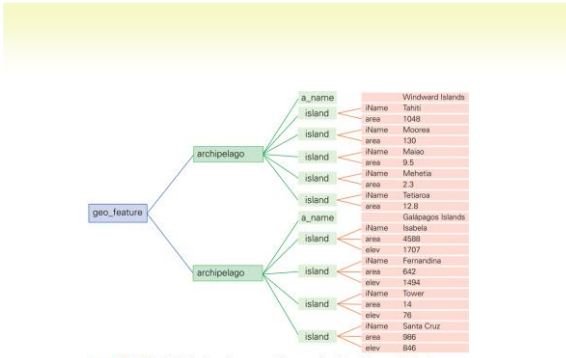 a_name Windward Islands
island iName Tahiti
area 1048
island iName Moorea
area 130
archipelago
island iName Maiao
area 9.5
island iName Mehetia
area 2.3
island iName Tetiaroa
area 12.8
geo_feature
a_name Galápagos Islands
iName Isabela
island area 4588
elev 1707
iName Fernandina
archipelago island area 642
elev 1494
iName Tower
island area 14
elev 76
iName Santa Cruz
island area 986
elev 846